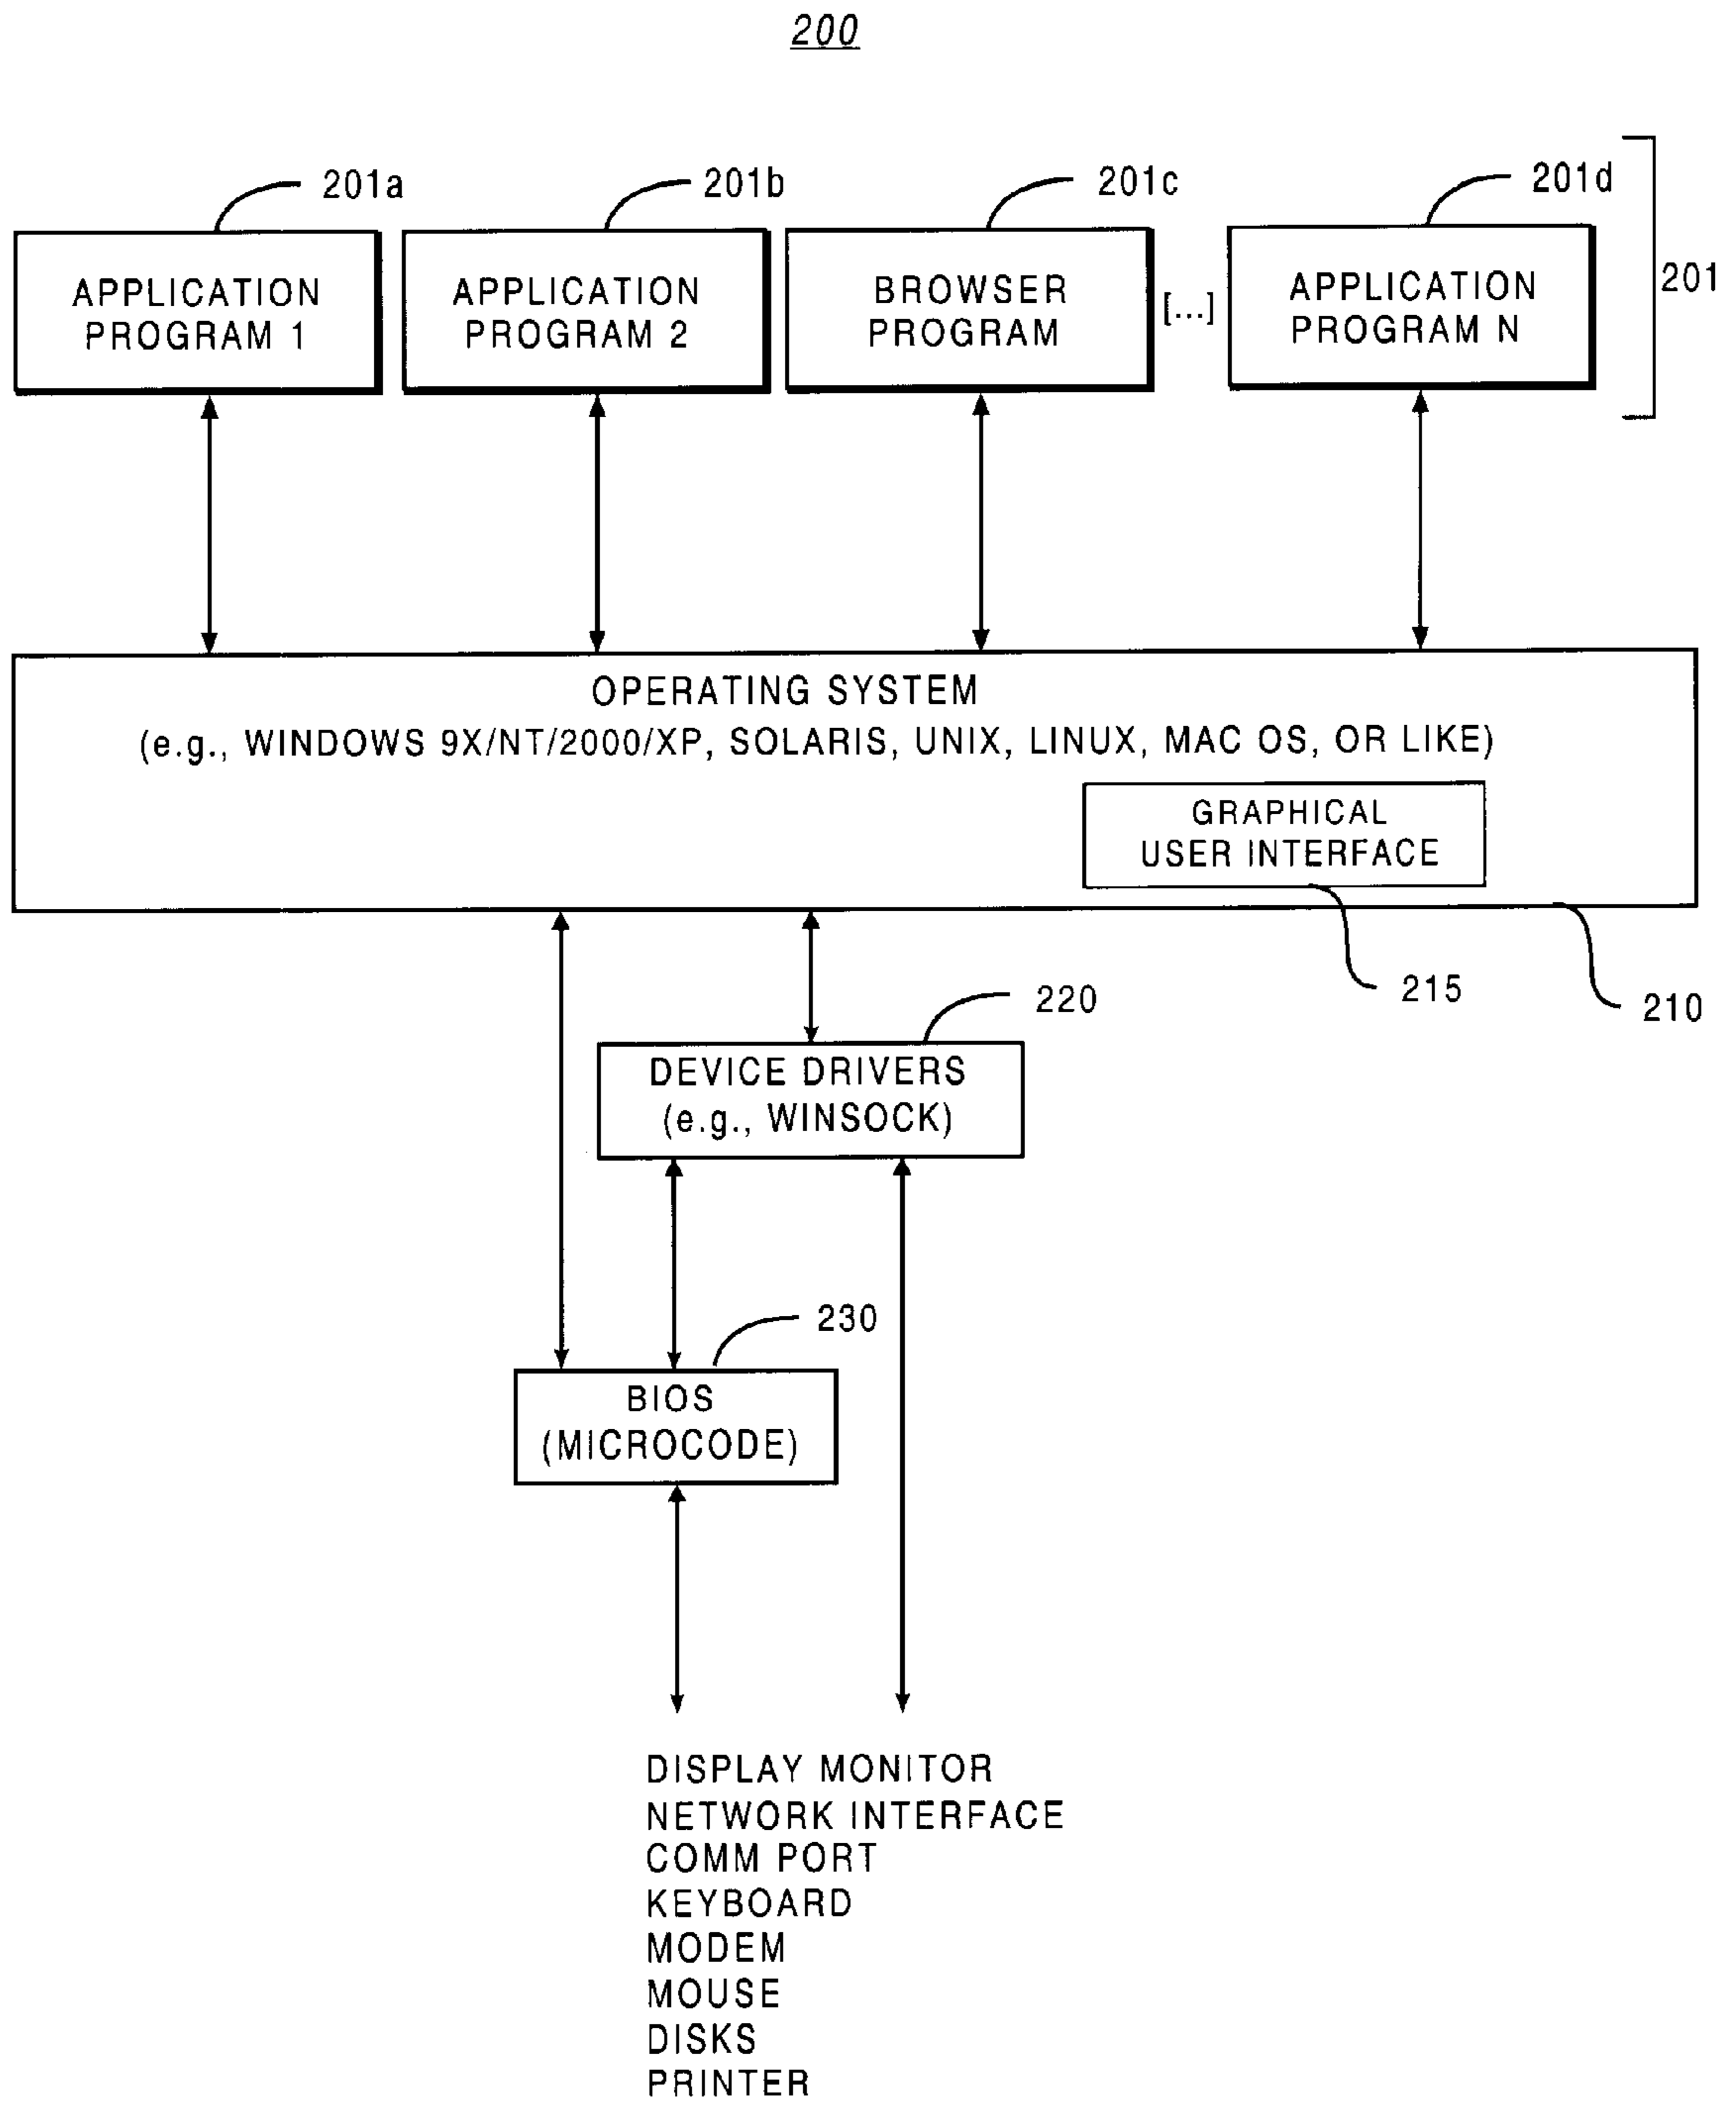 200
201a
201b
201c
201d
201
APPLICATION
PROGRAM 1
APPLICATION
PROGRAM 2
BROWSER
PROGRAM
[...]
APPLICATION
PROGRAM N
OPERATING SYSTEM
(e.g., WINDOWS 9X/NT/2000/XP, SOLARIS, UNIX, LINUX, MAC OS, OR LIKE)
GRAPHICAL
USER INTERFACE
215
210
220
DEVICE DRIVERS
(e.g., WINSOCK)
230
BIOS
(MICROCODE)
DISPLAY MONITOR
NETWORK INTERFACE
COMM PORT
KEYBOARD
MODEM
MOUSE
DISKS
PRINTER